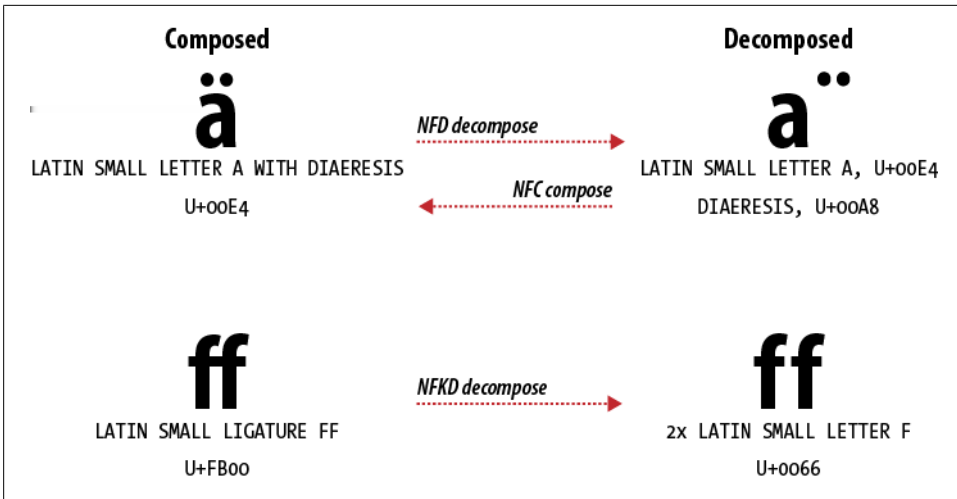 Composed
Decomposed
ä
NFD decompose
a ¨
LATIN SMALL LETTER A WITH DIAERESIS
LATIN SMALL LETTER A, U+00E4
NFC compose
U+00E4
DIAERESIS, U+00A8
ff
NFKD decompose
f f
LATIN SMALL LIGATURE FF
2x LATIN SMALL LETTER F
U+FB00
U+0066